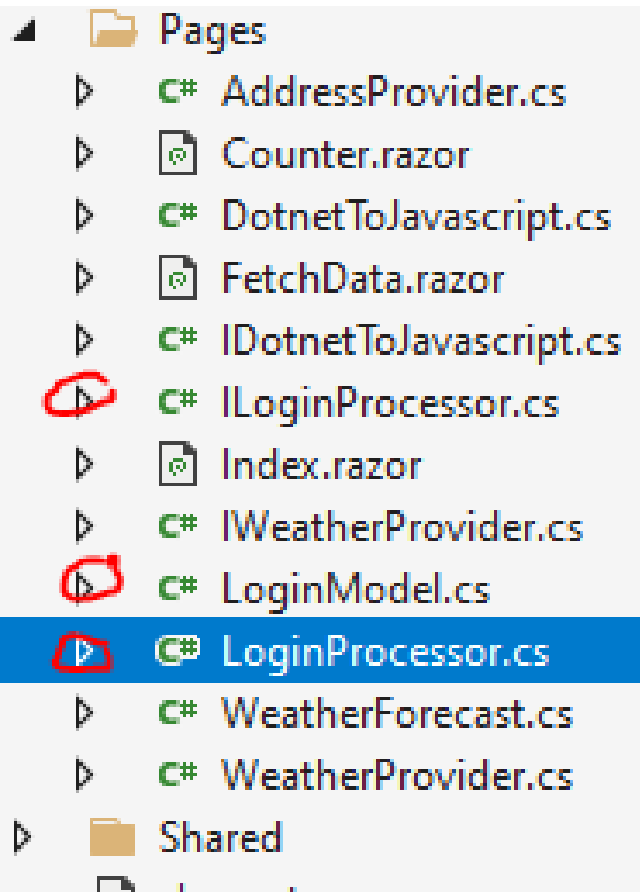 Pages
C# AddressProvider.cs
Counter.razor
C# DotnetToJavascript.cs
FetchData.razor
C# IDotnetToJavascript.cs
C# ILoginProcessor.cs
Index.razor
C# IWeatherProvider.cs
C# LoginModel.cs
C# LoginProcessor.cs
C# WeatherForecast.cs
C# WeatherProvider.cs
Shared